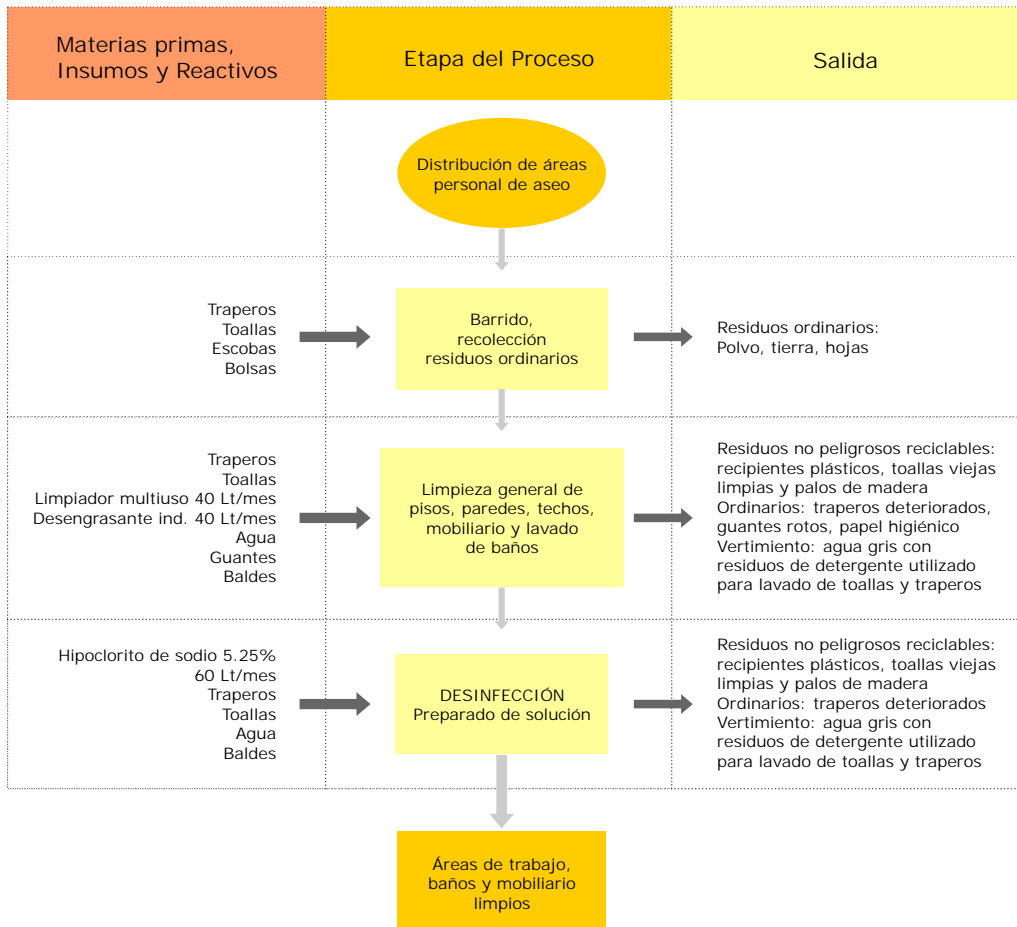 Materias primas,
Insumos y Reactivos
Etapa del Proceso
Salida
Distribución de áreas
personal de aseo
Traperos
Toallas
Escobas
Bolsas
Barrido,
recolección
residuos ordinarios
Residuos ordinarios:
Polvo, tierra, hojas
Traperos
Toallas
Limpiador multiuso 40 Lt/mes
Desengrasante ind. 40 Lt/mes
Agua
Guantes
Baldes
Limpieza general de
pisos, paredes, techos,
mobiliario y lavado
de baños
Residuos no peligrosos reciclables:
recipientes plásticos, toallas viejas
limpias y palos de madera
Ordinarios: traperos deteriorados,
guantes rotos, papel higiénico
Vertimiento: agua gris con
residuos de detergente utilizado
para lavado de toallas y traperos
Hipoclorito de sodio 5.25%
60 Lt/mes
Traperos
Toallas
Agua
Baldes
DESINFECCIÓN
Preparado de solución
Residuos no peligrosos reciclables:
recipientes plásticos, toallas viejas
limpias y palos de madera
Ordinarios: traperos deteriorados
Vertimiento: agua gris con
residuos de detergente utilizado
para lavado de toallas y traperos
Áreas de trabajo,
baños y mobiliario
limpios